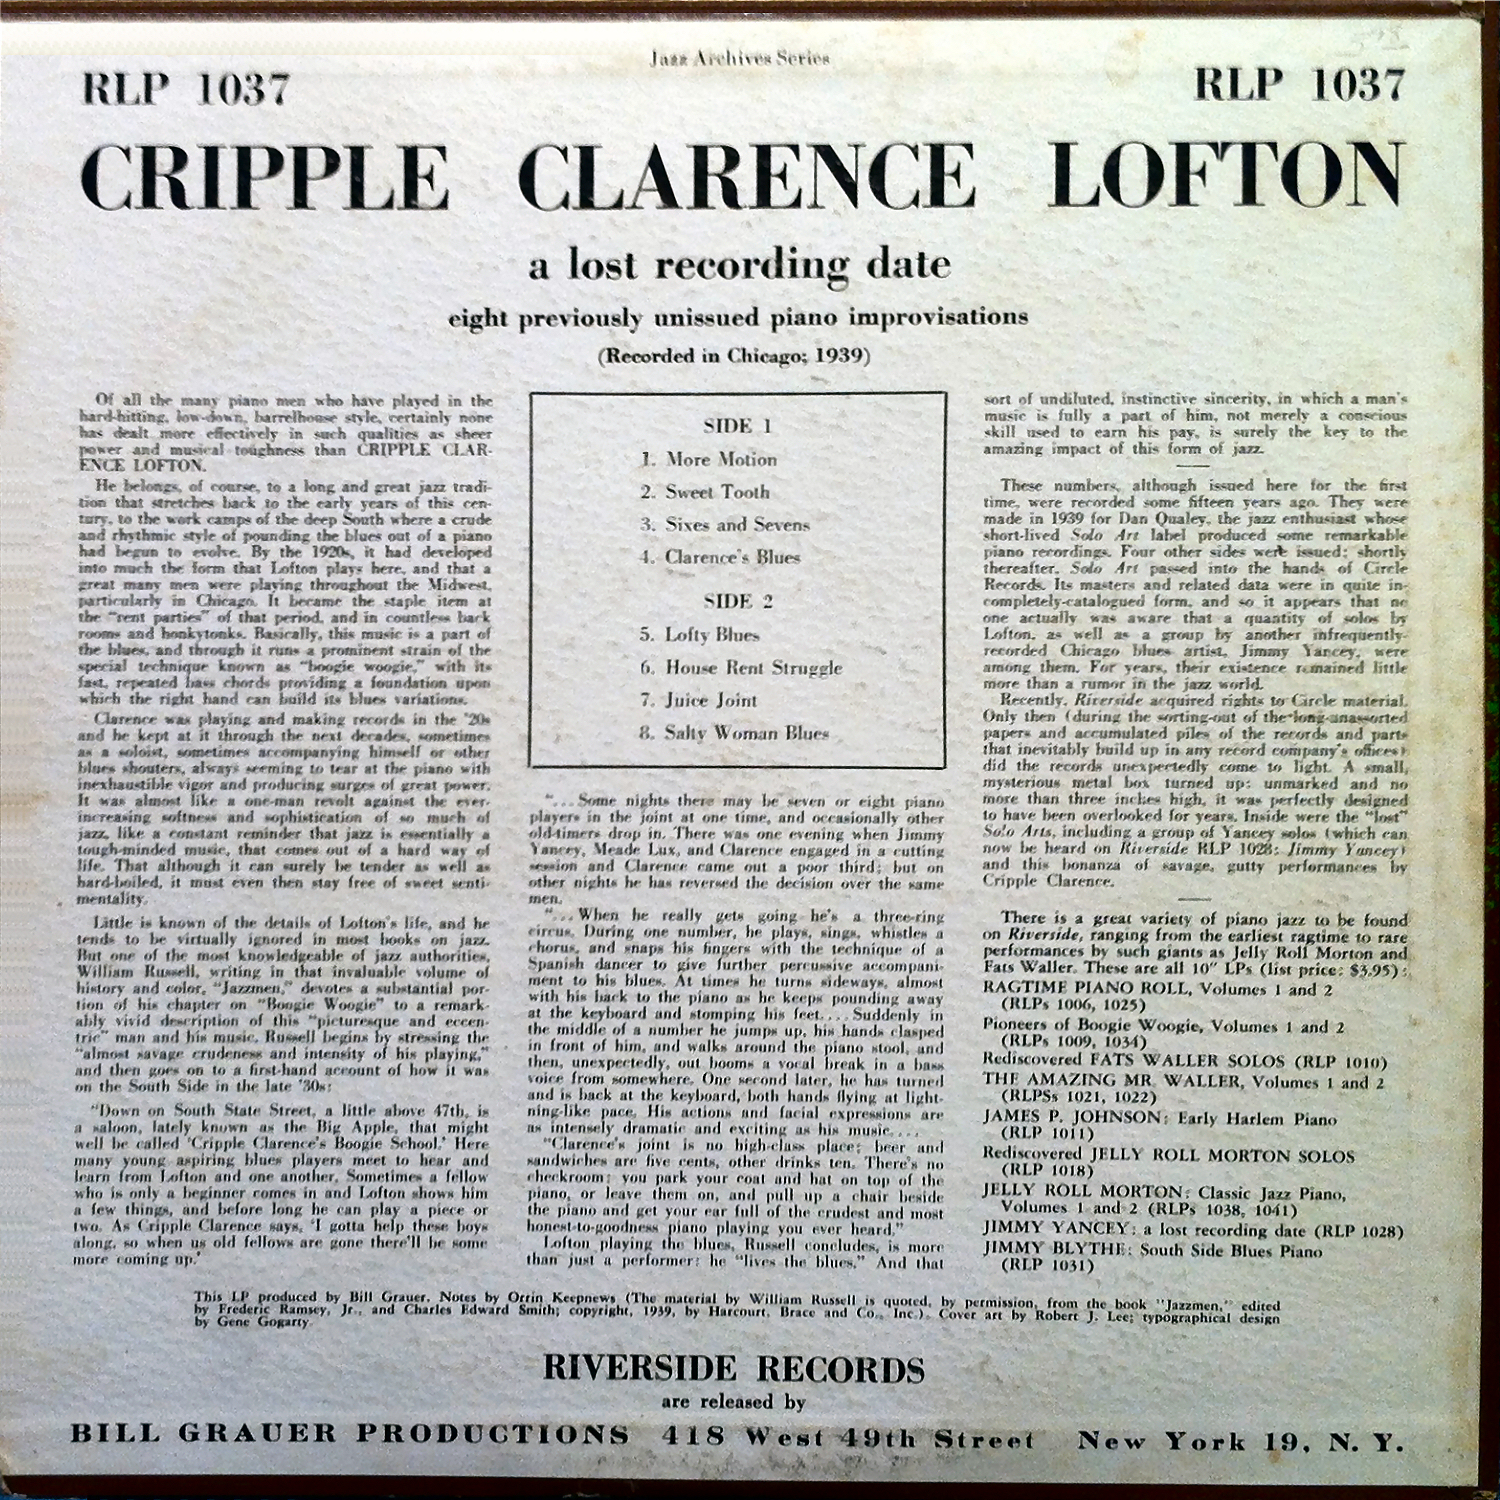 Jazz Archives Series
RLP 1037
RLP 1037
CRIPPLE CLARENCE LOFTON
a lost recording date
eight previously unissued piano improvisations
(Recorded in Chicago; 1939)
Of all the many piano men who have played in the
hard-hitting, low-down, barrelhouse style, certainly none
has dealt more effectively in such qualities as sheer
power and musical toughness than CRIPPLE CLAR-
ENCE LOFTON.
He belongs, of course, to a long and great jazz tradi-
tion that stretches back to the early years of this cen-
tury, to the work camps of the deep South where a crude
and rhythmic style of pounding the blues out of a piano
had begun to evolve. By the 1920s, it had developed
into much the form that Lofton plays here, and that a
great many men were playing throughout the Midwest,
particularly in Chicago. It became the staple item at
the "rent parties" of that period, and in countless back
rooms and honkytonks. Basically, this music is a part of
the blues, and through it runs a prominent strain of the
special technique known as "boogie woogie," with its
fast, repeated bass chords providing a foundation upon
which the right hand can build its blues variations.
Clarence was playing and making records in the '20s
and he kept at it through the next decades, sometimes
as a soloist, sometimes accompanying himself or other
blues shouters, always seeming to tear at the piano with
inexhaustible vigor and producing surges of great power.
It was almost like a one-man revolt against the ever-
increasing softness and sophistication of so much of
jazz, like a constant reminder that jazz is essentially a
tough-minded music, that comes out of a hard way of
life. That although it can surely be tender as well as
hard-boiled, it must even then stay free of sweet senti-
mentality.
Little is known of the details of Lofton's life, and he
tends to be virtually ignored in most books on jazz.
But one of the most knowledgeable of jazz authorities,
William Russell, writing in that invaluable volume of
history and color, "Jazzmen," devotes a substantial por-
tion of his chapter on "Boogie Woogie" to a remark-
ably vivid description of this "picturesque and eccen-
tric" man and his music. Russell begins by stressing the
"almost savage crudeness and intensity of his playing,"
and then goes on to a first-hand account of how it was
on the South Side in the late '30s:
"Down on South State Street, a little above 47th, is
a saloon, lately known as the Big Apple, that might
well be called 'Cripple Clarence's Boogie School.' Here
many young aspiring blues players meet to hear and
learn from Lofton and one another. Sometimes a fellow
who is only a beginner comes in and Lofton shows him
a few things, and before long he can play a piece or
two. As Cripple Clarence says, 'I gotta help these boys
along, so when us old fellows are gone there'll be some
more coming up.'
SIDE 1
1. More Motion
2. Sweet Tooth
3. Sixes and Sevens
4. Clarence's Blues
SIDE 2
5. Lofty Blues
6. House Rent Struggle
7. Juice Joint
8. Salty Woman Blues
"... Some nights there may be seven or eight piano
players in the joint at one time, and occasionally other
old-timers drop in. There was one evening when Jimmy
Yancey, Meade Lux, and Clarence engaged in a cutting
session and Clarence came out a poor third; but on
other nights he has reversed the decision over the same
men.
"... When he really gets going he's a three-ring
circus. During one number, he plays, sings, whistles a
chorus, and snaps his fingers with the technique of a
Spanish dancer to give further percussive accompani-
ment to his blues. At times he turns sideways, almost
with his back to the piano as he keeps pounding away
at the keyboard and stomping his feet.... Suddenly in
the middle of a number he jumps up, his hands clasped
in front of him, and walks around the piano stool, and
then, unexpectedly, out booms a vocal break in a bass
voice from somewhere. One second later, he has turned
and is back at the keyboard, both hands flying at light-
ning-like pace. His actions and facial expressions are
as intensely dramatic and exciting as his music....
"Clarence's joint is no high-class place; beer and
sandwiches are five cents, other drinks ten. There's no
checkroom; you park your coat and hat on top of the
piano, or leave them on, and pull up a chair beside
the piano and get your ear full of the crudest and most
honest-to-goodness piano playing you ever heard."
Lofton playing the blues, Russell concludes, is more
than just a performer: he "lives the blues." And that
sort of undiluted, instinctive sincerity, in which a man's
music is fully a part of him, not merely a conscious
skill used to earn his pay, is surely the key to the
amazing impact of this form of jazz.
These numbers, although issued here for the first
time, were recorded some fifteen years ago. They were
made in 1939 for Dan Qualey, the jazz enthusiast whose
short-lived Solo Art label produced some remarkable
piano recordings. Four other sides were issued; shortly
thereafter, Solo Art passed into the hands of Circle
Records. Its masters and related data were in quite in-
completely-catalogued form, and so it appears that no
one actually was aware that a quantity of solos by
Lofton, as well as a group by another infrequently-
recorded Chicago blues artist, Jimmy Yancey, were
among them. For years, their existence remained little
more than a rumor in the jazz world.
Recently, Riverside acquired rights to Circle material.
Only then (during the sorting-out of the long-unassorted
papers and accumulated piles of the records and parts
that inevitably build up in any record company's offices)
did the records unexpectedly come to light. A small,
mysterious metal box turned up: unmarked and no
more than three inches high, it was perfectly designed
to have been overlooked for years. Inside were the "lost"
Solo Arts, including a group of Yancey solos (which can
now be heard on Riverside RLP 1028: Jimmy Yancey)
and this bonanza of savage, gutty performances by
Cripple Clarence.
There is a great variety of piano jazz to be found
on Riverside, ranging from the earliest ragtime to rare
performances by such giants as Jelly Roll Morton and
Fats Waller. These are all 10" LPs (list price: $3.95):
RAGTIME PIANO ROLL, Volumes 1 and 2
(RLPs 1006, 1025)
Pioneers of Boogie Woogie, Volumes 1 and 2
(RLPs 1009, 1034)
Rediscovered FATS WALLER SOLOS (RLP 1010)
THE AMAZING MR. WALLER, Volumes 1 and 2
(RLPSs 1021, 1022)
JAMES P. JOHNSON: Early Harlem Piano
(RLP 1011)
Rediscovered JELLY ROLL MORTON SOLOS
(RLP 1018)
JELLY ROLL MORTON: Classic Jazz Piano,
Volumes 1 and 2 (RLPs 1038, 1041)
JIMMY YANCEY: a lost recording date (RLP 1028)
JIMMY BLYTHE: South Side Blues Piano
(RLP 1031)
This LP produced by Bill Grauer. Notes by Orrin Keepnews (The material by William Russell is quoted, by permission, from the book "Jazzmen," edited
by Frederic Ramsey, Jr., and Charles Edward Smith; copyright, 1939, by Harcourt, Brace and Co., Inc.). Cover art by Robert J. Lee; typographical design
by Gene Gogarty
RIVERSIDE RECORDS
are released by
BILL GRAUER PRODUCTIONS 418 West 49th Street New York 19, N. Y.